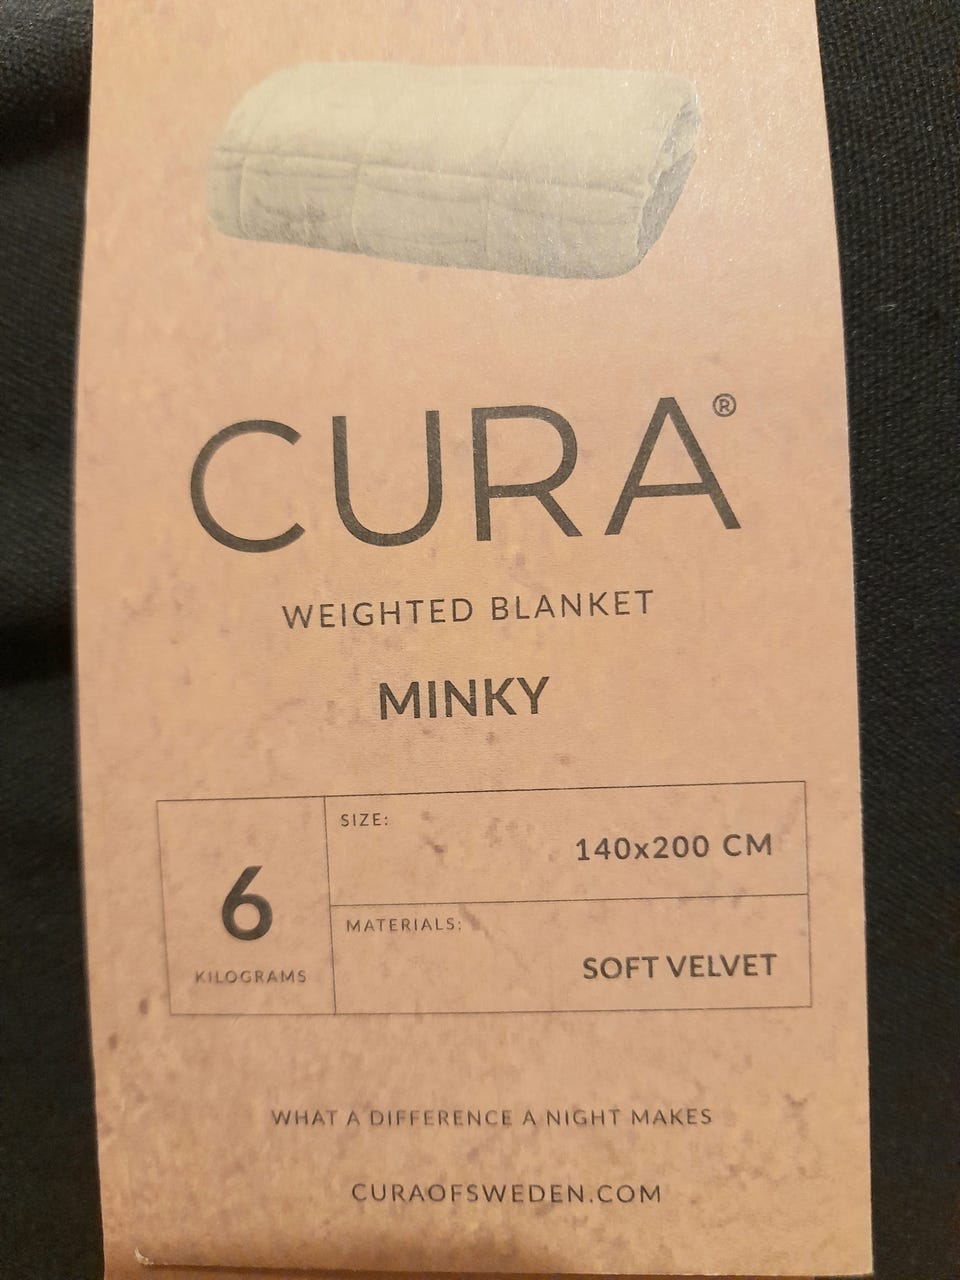 CURA®
WEIGHTED BLANKET
MINKY
6
KILOGRAMS
SIZE:
140x200 CM
MATERIALS:
SOFT VELVET
WHAT A DIFFERENCE A NIGHT MAKES
CURAOFSWEDEN.COM